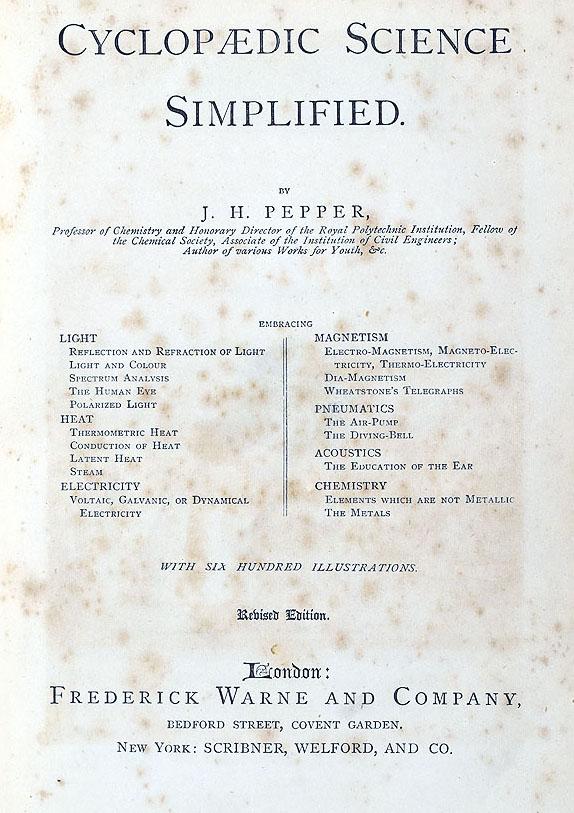 CYCLOPÆDIC SCIENCE
SIMPLIFIED.
BY
J. H. PEPPER,
Professor of Chemistry and Honorary Director of the Royal Polytechnic Institution, Fellow of
the Chemical Society, Associate of the Institution of Civil Engineers;
Author of various Works for Youth, &c.
EMBRACING
LIGHT
REFLECTION AND REFRACTION OF LIGHT
LIGHT AND COLOUR
SPECTRUM ANALYSIS
THE HUMAN EYE
POLARIZED LIGHT
HEAT
THERMOMETRIC HEAT
CONDUCTION OF HEAT
LATENT HEAT
STEAM
ELECTRICITY
VOLTAIC, GALVANIC, OR DYNAMICAL
ELECTRICITY
MAGNETISM
ELECTRO-MAGNETISM, MAGNETO-ELEC-
TRICITY, THERMO-ELECTRICITY
DIA-MAGNETISM
WHEATSTONE'S TELEGRAPHS
PNEUMATICS
THE AIR-PUMP
THE DIVING-BELL
ACOUSTICS
THE EDUCATION OF THE EAR
CHEMISTRY
ELEMENTS WHICH ARE NOT METALLIC
THE METALS
WITH SIX HUNDRED ILLUSTRATIONS.
Revised Edition.
London:
FREDERICK WARNE AND COMPANY,
BEDFORD STREET, COVENT GARDEN.
NEW YORK: SCRIBNER, WELFORD, AND CO.